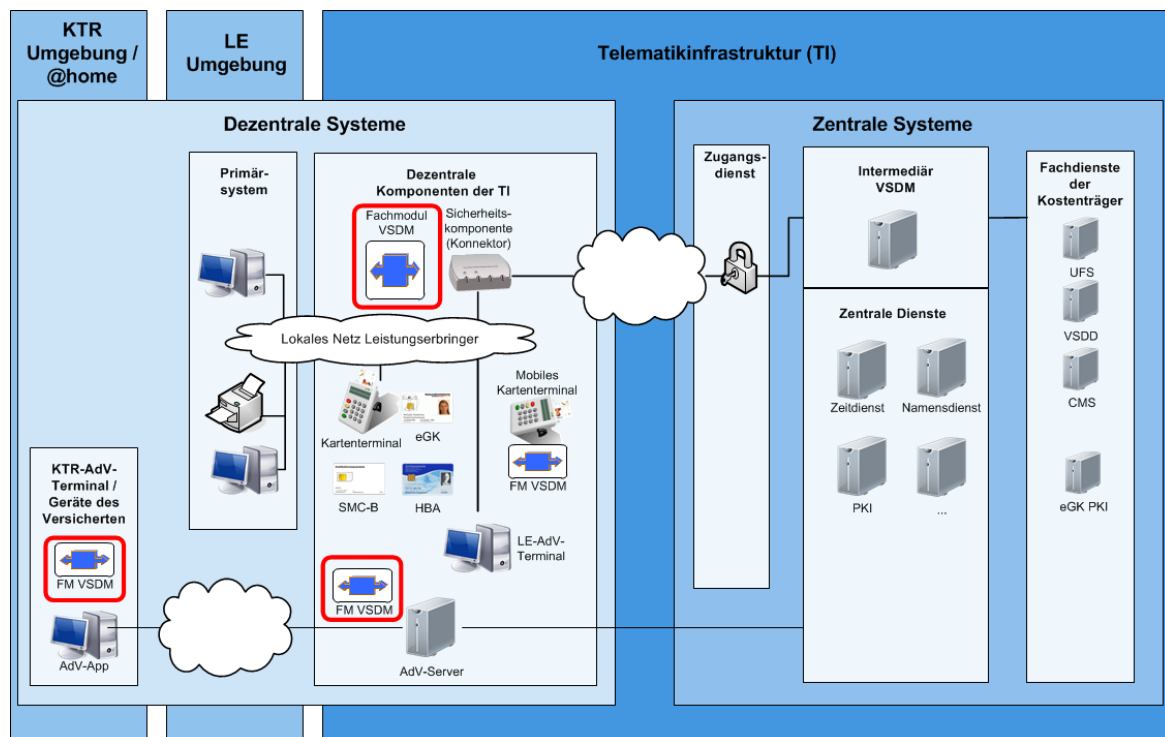 KTR
Umgebung /
@home
LE
Umgebung
Telematikinfrastruktur (TI)
Dezentrale Systeme
Zentrale Systeme
Primär-
system
Dezentrale
Komponenten der TI
Fachmodul
VSDM
Sicherheits-
komponente
(Konnektor)
Lokales Netz Leistungserbringer
Kartenterminal
eGK
Mobiles
Kartenterminal
FM VSDM
SMC-B
HBA
LE-AdV-
Terminal
FM VSDM
AdV-Server
KTR-AdV-
Terminal /
Geräte des
Versicherten
FM VSDM
AdV-App
Zugangs-
dienst
Intermediär
VSDM
Zentrale Dienste
Zeitdienst
Namensdienst
PKI
...
Fachdienste
der
Kostenträger
UFS
VSDD
CMS
eGK PKI